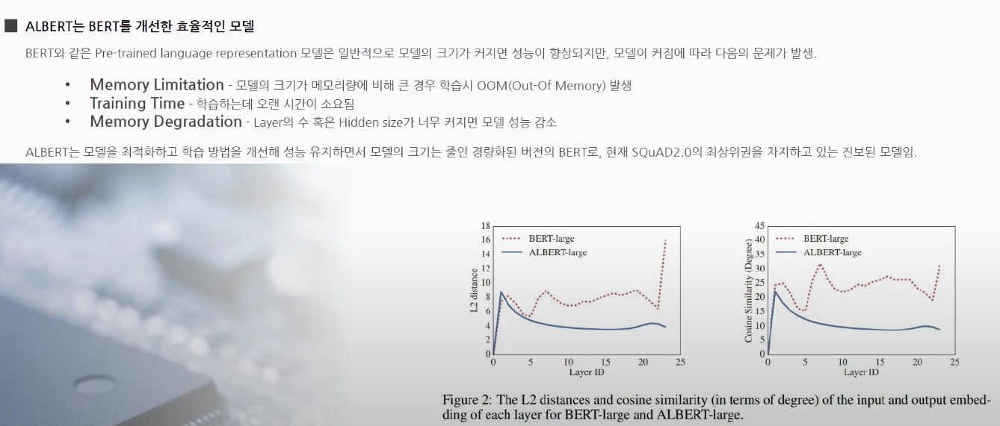 ALBERT는 BERT를 개선한 효율적인 모델
BERT와 같은 Pre-trained language representation 모델은 일반적으로 모델의 크기가 커지면 성능이 향상되지만, 모델이 커짐에 따라 다음의 문제가 발생.
• Memory Limitation - 모델의 크기가 메모리량에 비해 큰 경우 학습시 OOM(Out-Of Memory) 발생
• Training Time - 학습하는데 오랜 시간이 소요됨
• Memory Degradation - Layer의 수 혹은 Hidden size가 너무 커지면 모델 성능 감소
ALBERT는 모델을 최적화하고 학습 방법을 개선해 성능 유지하면서 모델의 크기는 줄인 경량화된 버전의 BERT로, 현재 SQuAD2.0의 최상위권을 차지하고 있는 진보된 모델임.
18
16
14
12
10
8
6
4
2
0
L2 distance
BERT-large
ALBERT-large
0 5 10 15 20 25
Layer ID
45
40
35
30
25
20
15
10
5
0
Cosine Similarity (Degree)
BERT-large
ALBERT-large
0 5 10 15 20 25
Layer ID
Figure 2: The L2 distances and cosine similarity (in terms of degree) of the input and output embed-
ding of each layer for BERT-large and ALBERT-large.